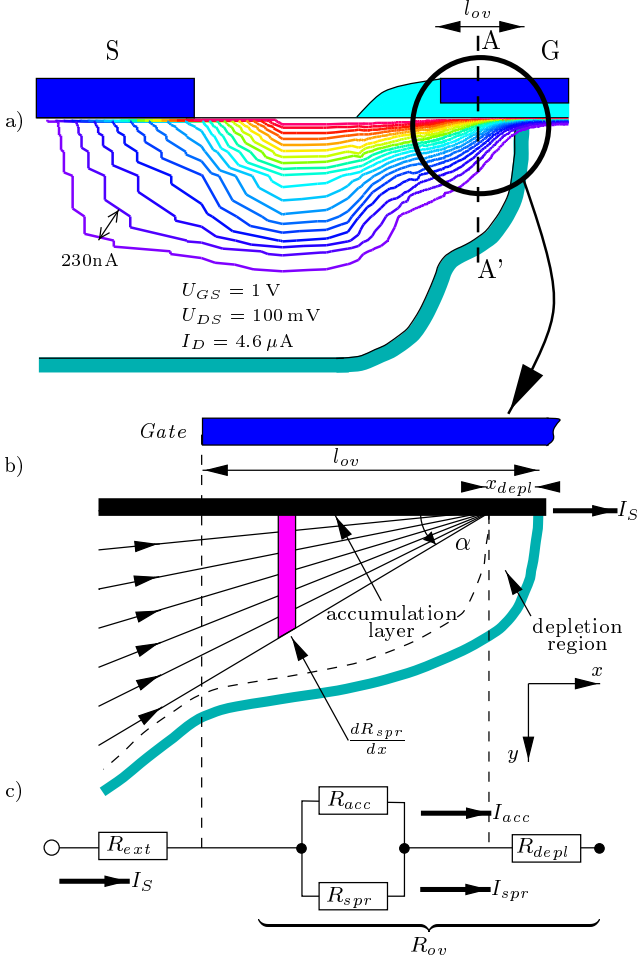 l_ov
S
A
G
a)
230nA
A'
U_GS = 1 V
U_DS = 100 mV
I_D = 4.6 μA
Gate
b)
l_ov
x_depl
I_S
α
accumulation
layer
depletion
region
x
dR_spr
dx
y
c)
R_acc
I_acc
R_ext
R_depl
I_S
R_spr
I_spr
R_ov